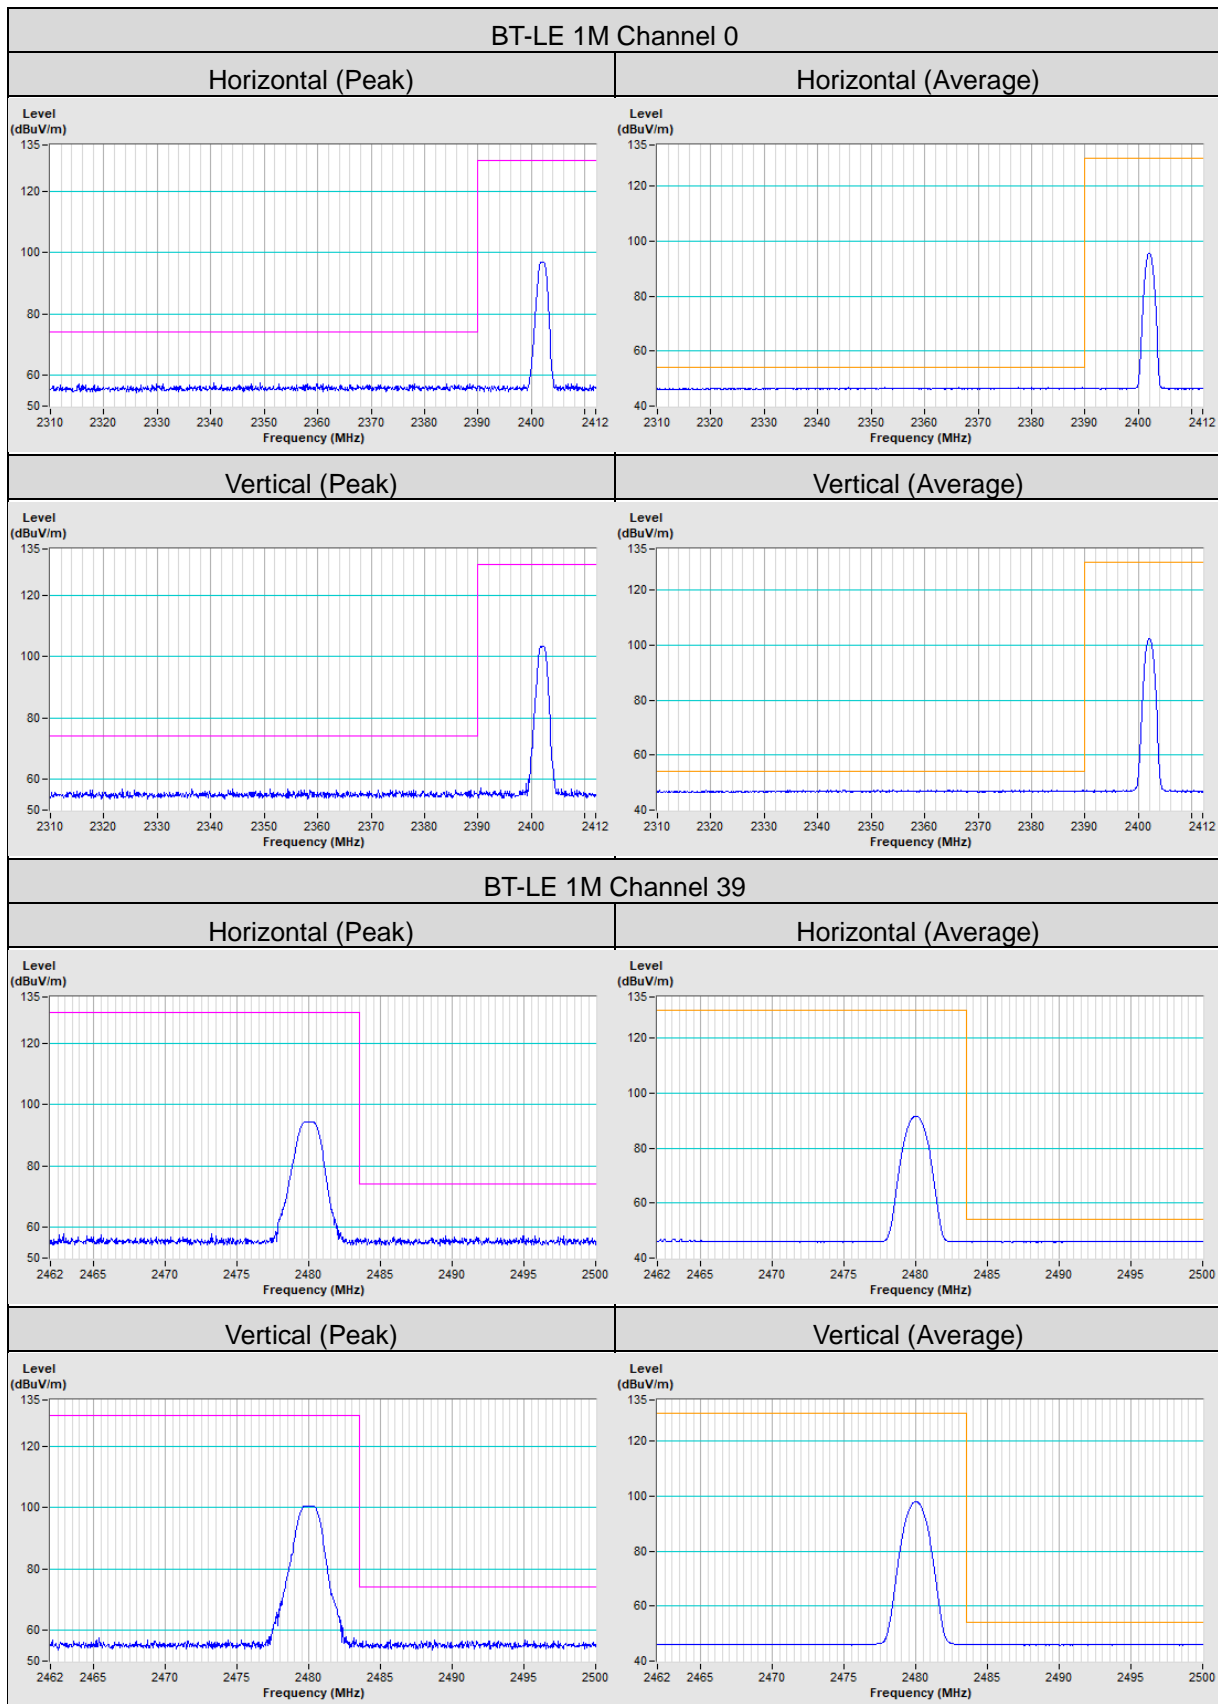 BT-LE 1M Channel 0
Horizontal (Peak)
Horizontal (Average)
Level
(dBuV/m)
135
120
100
80
60
50
2310 2320 2330 2340 2350 2360 2370 2380 2390 2400 2412
Frequency (MHz)
Level
(dBuV/m)
135
120
100
80
60
40
2310 2320 2330 2340 2350 2360 2370 2380 2390 2400 2412
Frequency (MHz)
Vertical (Peak)
Vertical (Average)
Level
(dBuV/m)
135
120
100
80
60
50
2310 2320 2330 2340 2350 2360 2370 2380 2390 2400 2412
Frequency (MHz)
Level
(dBuV/m)
135
120
100
80
60
40
2310 2320 2330 2340 2350 2360 2370 2380 2390 2400 2412
Frequency (MHz)
BT-LE 1M Channel 39
Horizontal (Peak)
Horizontal (Average)
Level
(dBuV/m)
135
120
100
80
60
50
2462 2465 2470 2475 2480 2485 2490 2495 2500
Frequency (MHz)
Level
(dBuV/m)
135
120
100
80
60
40
2462 2465 2470 2475 2480 2485 2490 2495 2500
Frequency (MHz)
Vertical (Peak)
Vertical (Average)
Level
(dBuV/m)
135
120
100
80
60
50
2462 2465 2470 2475 2480 2485 2490 2495 2500
Frequency (MHz)
Level
(dBuV/m)
135
120
100
80
60
40
2462 2465 2470 2475 2480 2485 2490 2495 2500
Frequency (MHz)